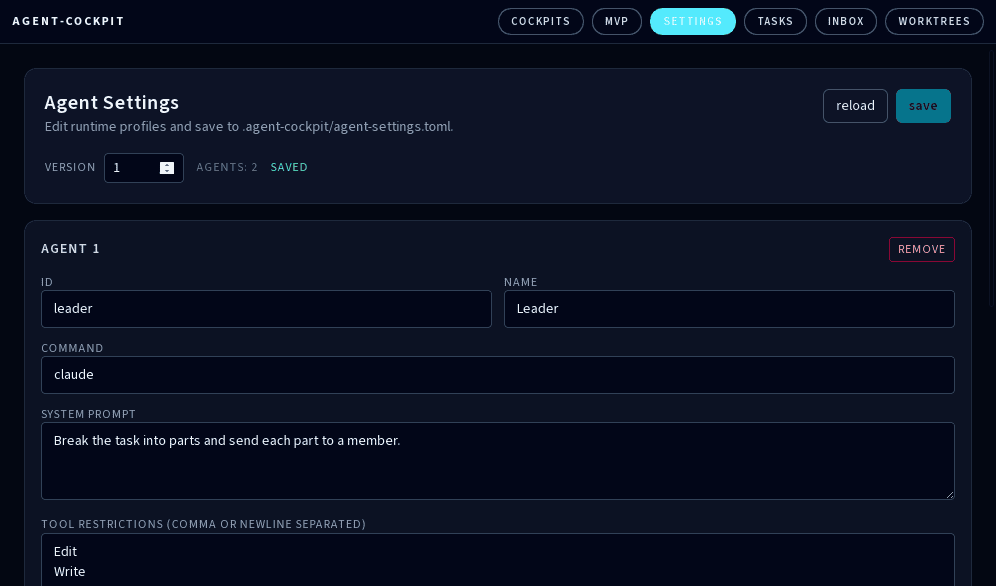 AGENT-COCKPIT
COCKPITS
MVP
SETTINGS
TASKS
INBOX
WORKTREES
Agent Settings
Edit runtime profiles and save to .agent-cockpit/agent-settings.toml.
reload
save
VERSION 1 AGENTS: 2 SAVED
AGENT 1
REMOVE
ID
leader
NAME
Leader
COMMAND
claude
SYSTEM PROMPT
Break the task into parts and send each part to a member.
TOOL RESTRICTIONS (COMMA OR NEWLINE SEPARATED)
Edit
Write